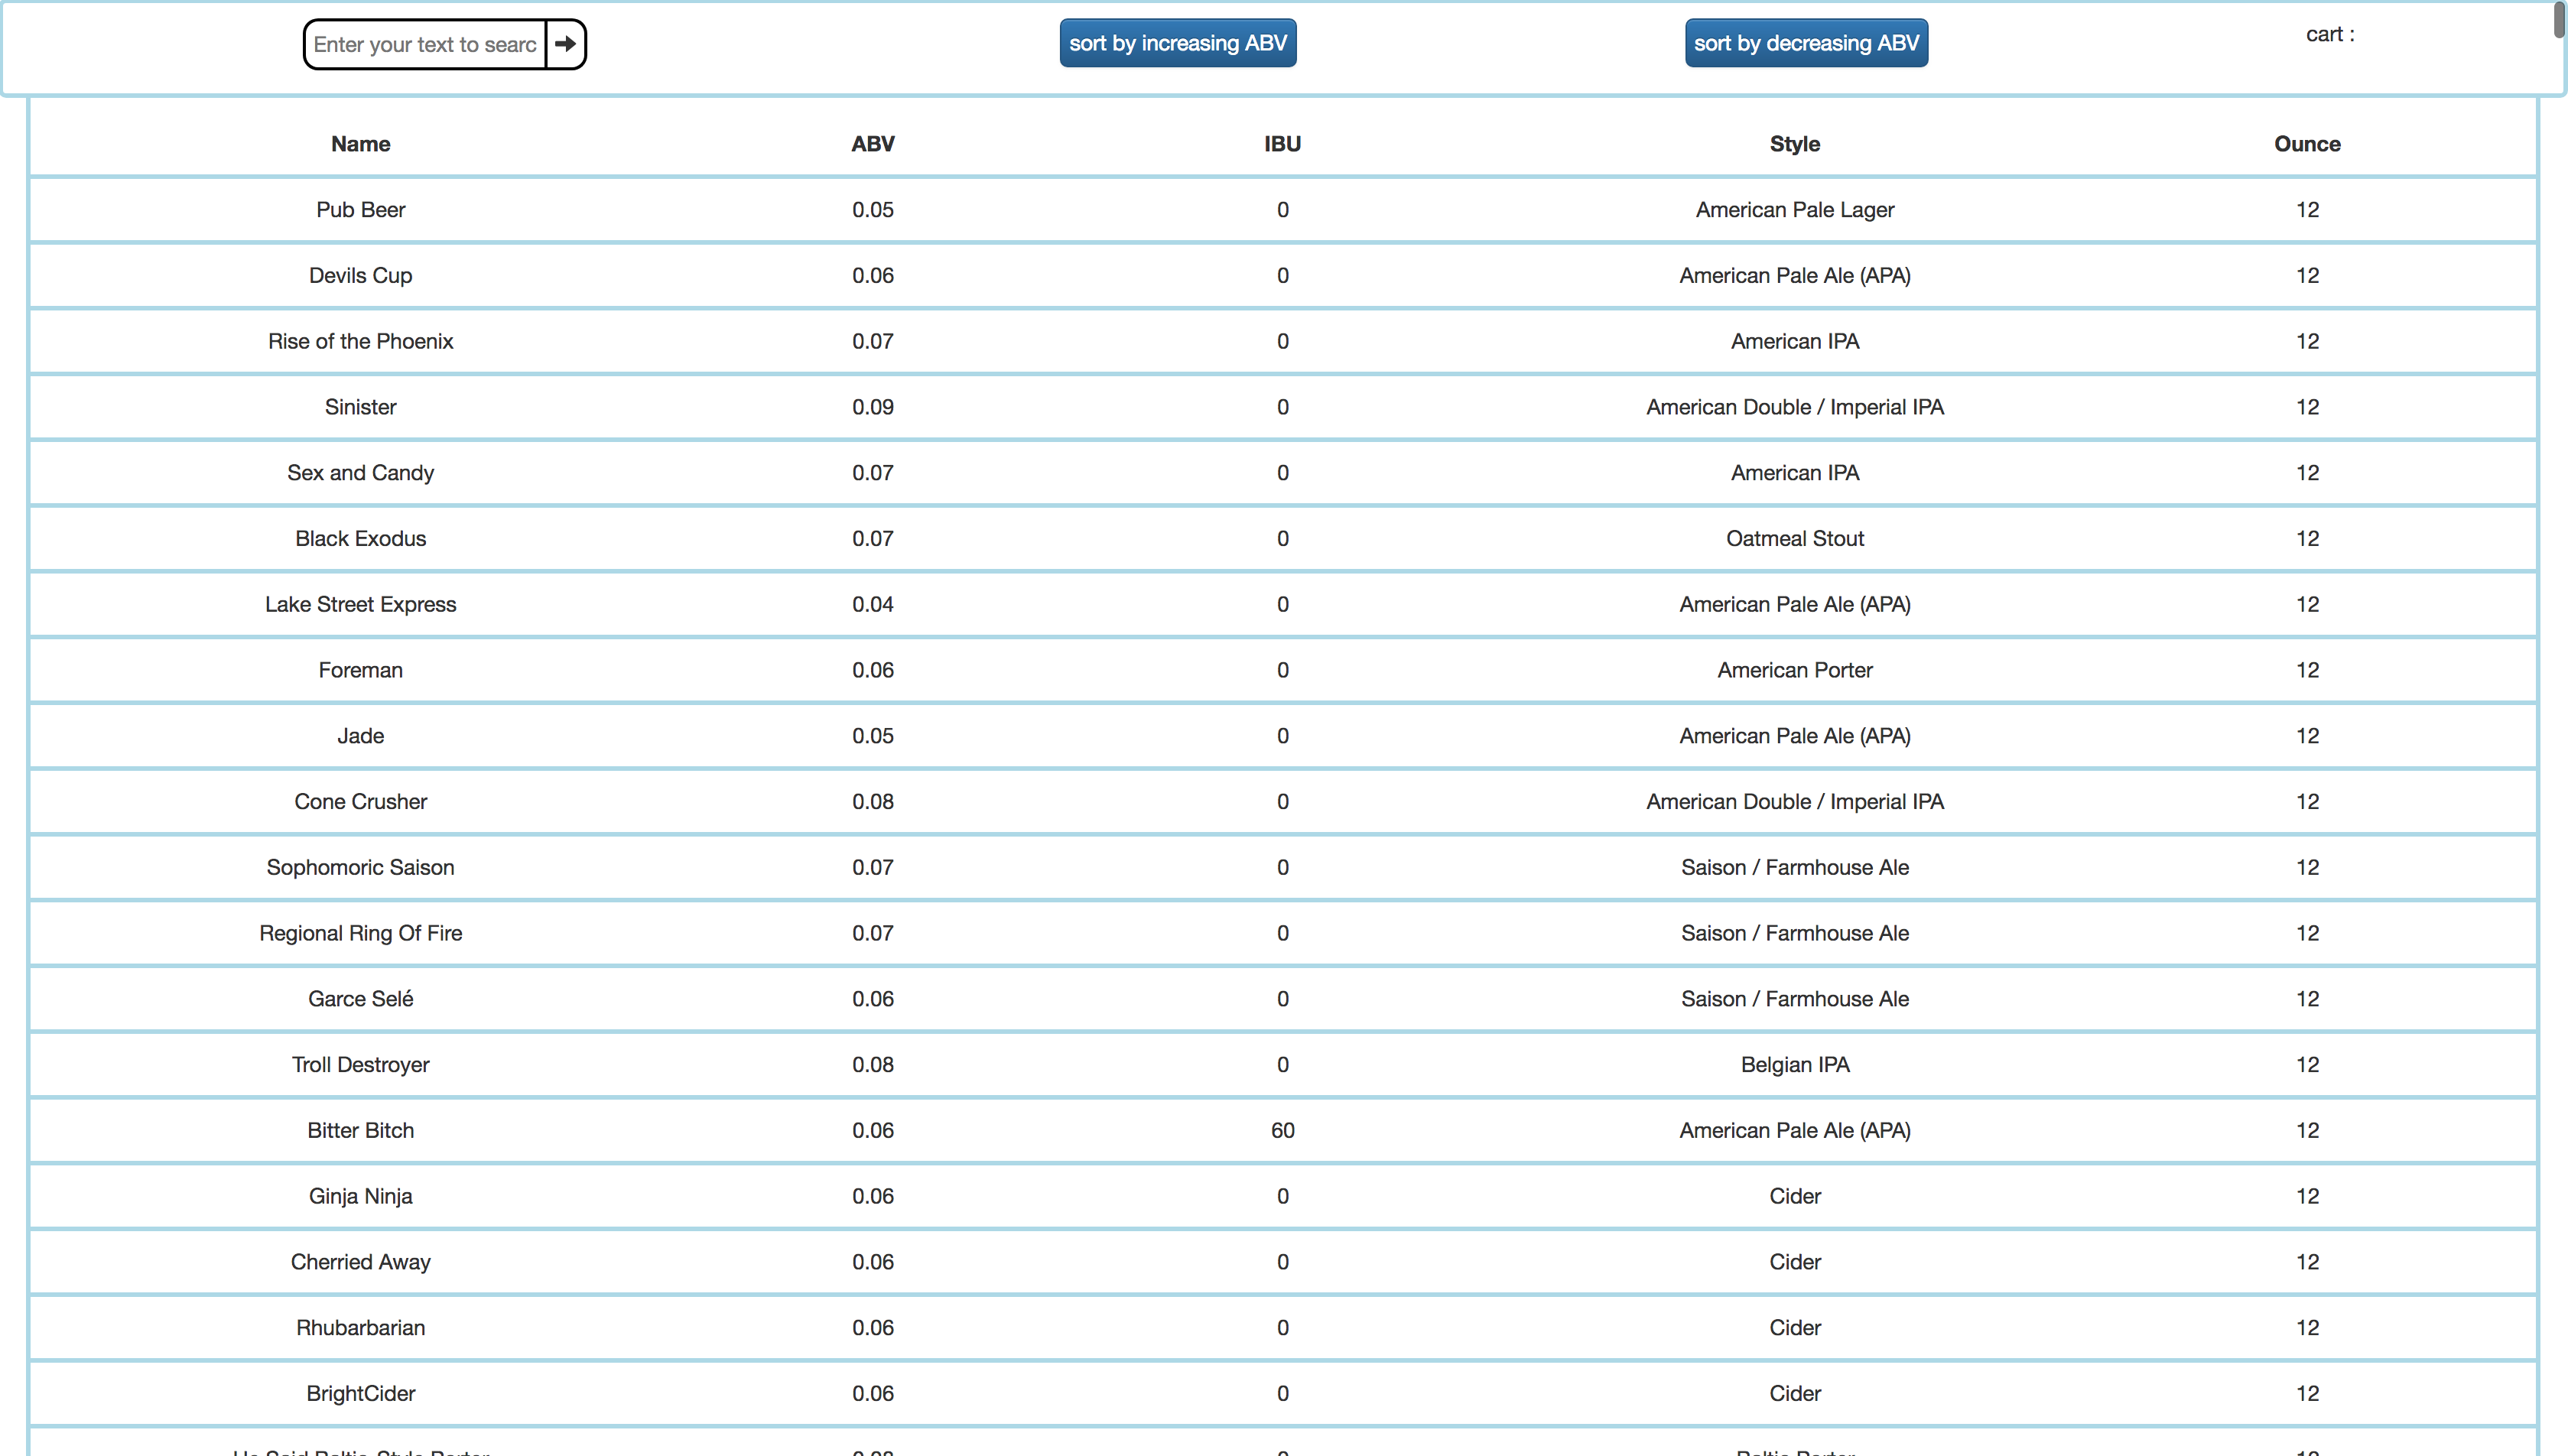 Enter your text to searc
sort by increasing ABV
sort by decreasing ABV
cart :
Name ABV IBU Style Ounce
Pub Beer 0.05 0 American Pale Lager 12
Devils Cup 0.06 0 American Pale Ale (APA) 12
Rise of the Phoenix 0.07 0 American IPA 12
Sinister 0.09 0 American Double / Imperial IPA 12
Sex and Candy 0.07 0 American IPA 12
Black Exodus 0.07 0 Oatmeal Stout 12
Lake Street Express 0.04 0 American Pale Ale (APA) 12
Foreman 0.06 0 American Porter 12
Jade 0.05 0 American Pale Ale (APA) 12
Cone Crusher 0.08 0 American Double / Imperial IPA 12
Sophomoric Saison 0.07 0 Saison / Farmhouse Ale 12
Regional Ring Of Fire 0.07 0 Saison / Farmhouse Ale 12
Garce Selé 0.06 0 Saison / Farmhouse Ale 12
Troll Destroyer 0.08 0 Belgian IPA 12
Bitter Bitch 0.06 60 American Pale Ale (APA) 12
Ginja Ninja 0.06 0 Cider 12
Cherried Away 0.06 0 Cider 12
Rhubarbarian 0.06 0 Cider 12
BrightCider 0.06 0 Cider 12